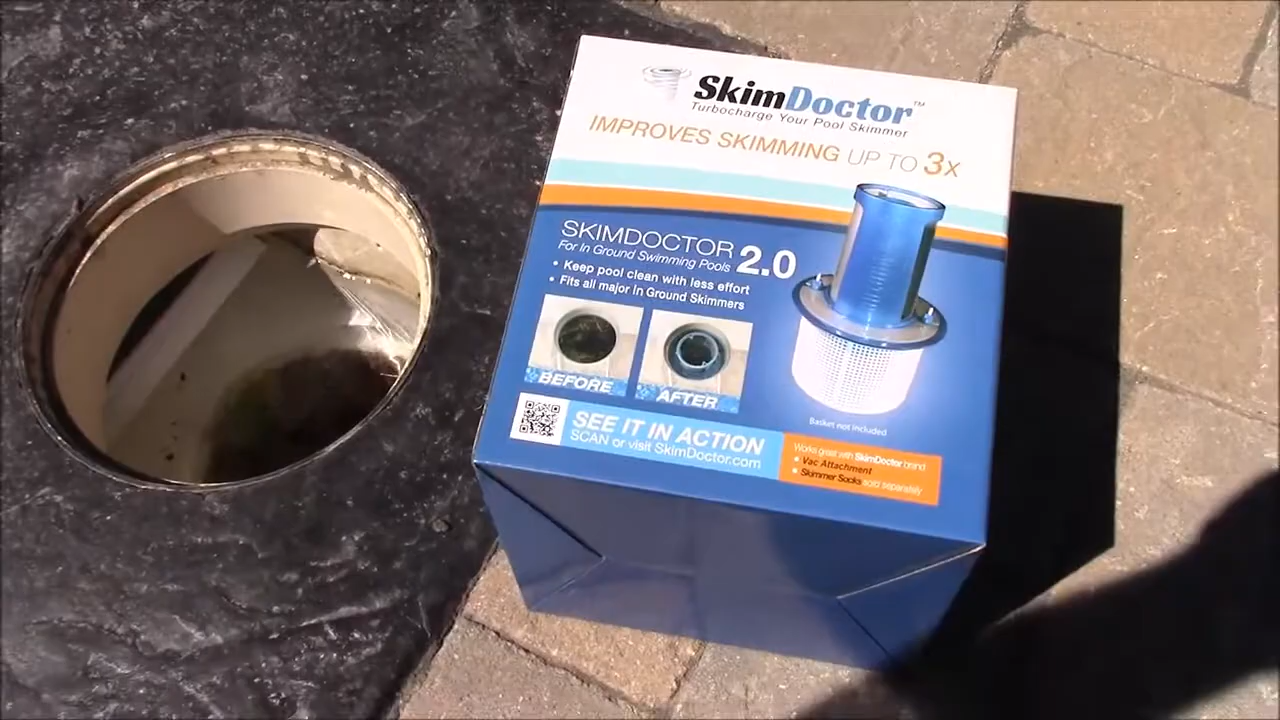 SkimDoctor™
Turbocharge Your Pool Skimmer
IMPROVES SKIMMING UP TO 3x
SKIMDOCTOR 2.0
For In Ground Swimming Pools
• Keep pool clean with less effort
• Fits all major In Ground Skimmers
BEFORE
AFTER
Basket not included
SEE IT IN ACTION
SCAN or visit SkimDoctor.com
Works great with SkimDoctor brand
• Vac Attachment
• Skimmer Socks sold separately